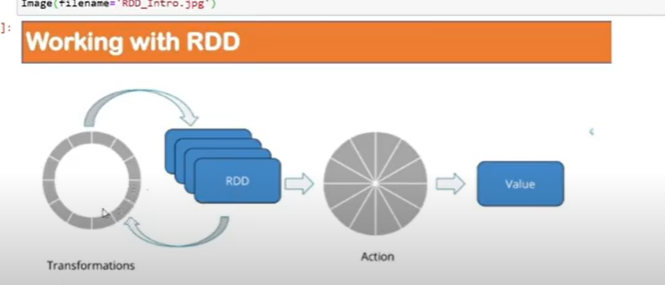 Image(filename='RDD_Intro.jpg')
]:
Working with RDD
RDD
Value
Transformations
Action